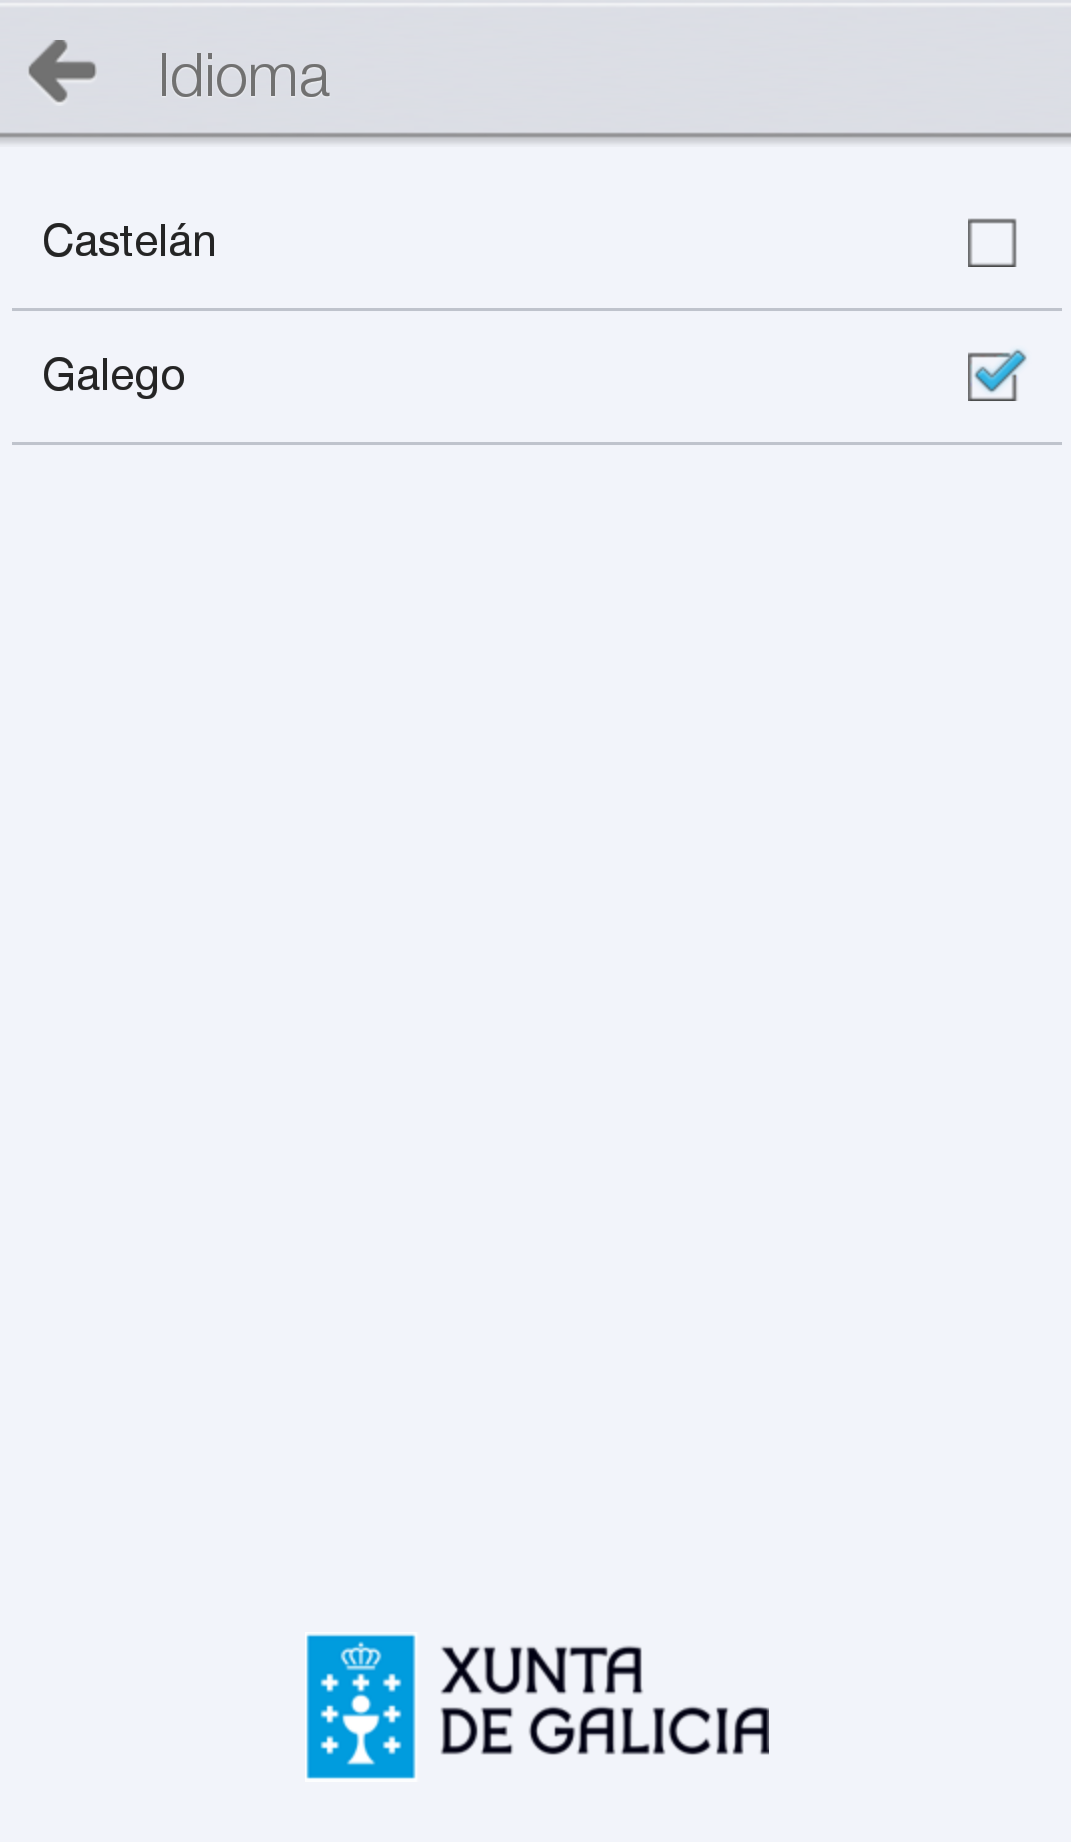 Idioma
Castelán
Galego
XUNTA
DE GALICIA